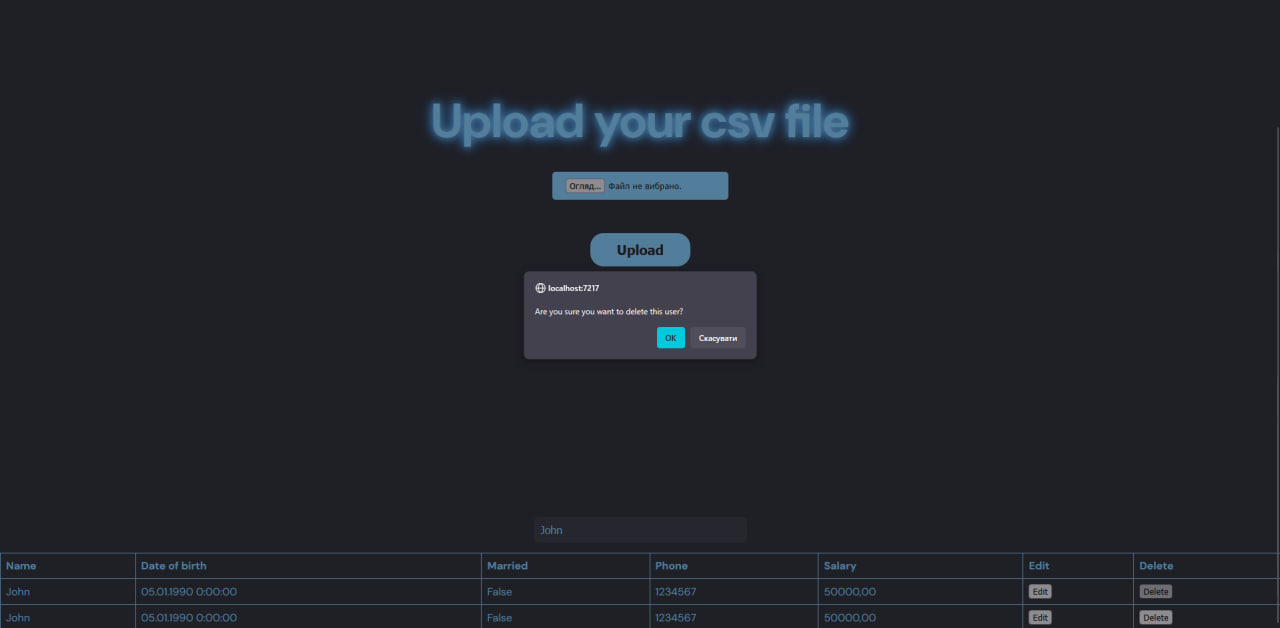 Upload your csv file
Огляд... Файл не вибрано.
Upload
localhost:7217
Are you sure you want to delete this user?
OK Скасувати
John
Name Date of birth Married Phone Salary Edit Delete
John 05.01.1990 0:00:00 False 1234567 50000,00 Edit Delete
John 05.01.1990 0:00:00 False 1234567 50000,00 Edit Delete